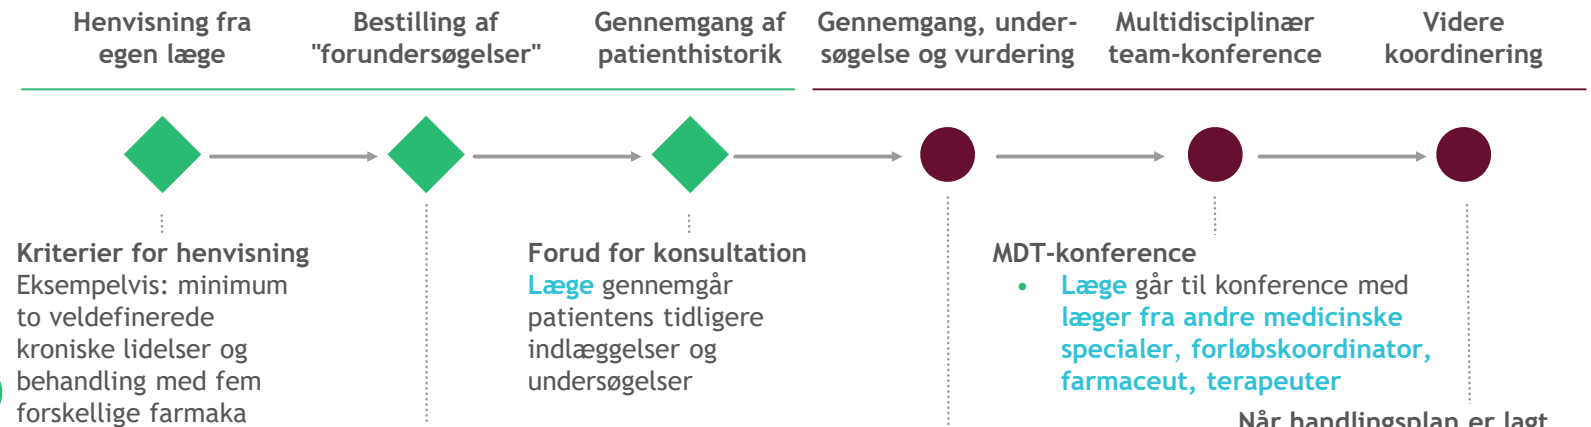 Henvisning fra
egen læge
Bestilling af
"forundersøgelser"
Gennemgang af
patienthistorik
Gennemgang, under-
søgelse og vurdering
Multidisciplinær
team-konference
Videre
koordinering
Kriterier for henvisning
Eksempelvis: minimum
to veldefinerede
kroniske lidelser og
behandling med fem
forskellige farmaka
Forud for konsultation
Læge gennemgår
patientens tidligere
indlæggelser og
undersøgelser
MDT-konference
• Læge går til konference med
læger fra andre medicinske
specialer, forløbskoordinator,
farmaceut, terapeuter
Når handlingsplan er lagt